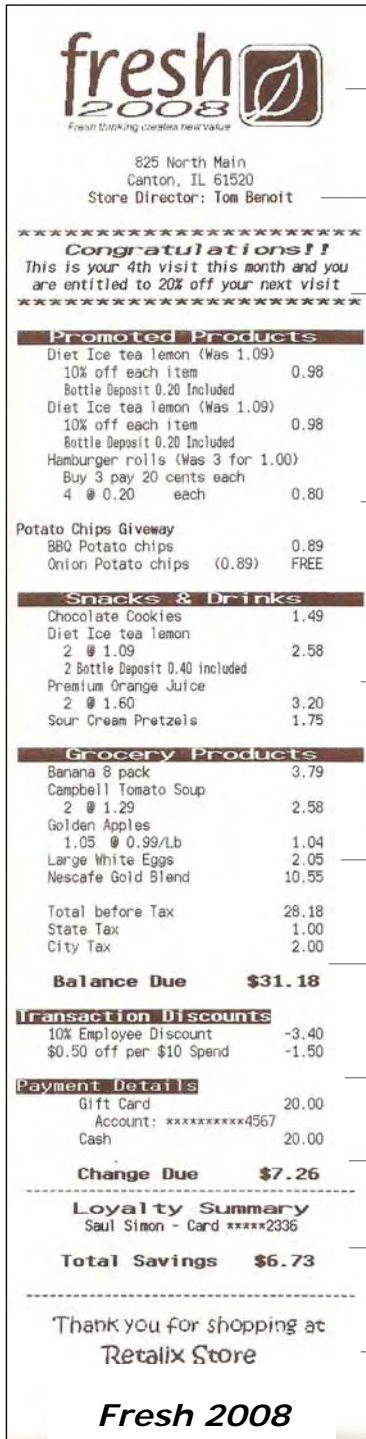 fresh
2008
Fresh thinking creates new value
825 North Main
Canton, IL 61520
Store Director: Tom Benoit
************************
Congratulations!!
This is your 4th visit this month and you
are entitled to 20% off your next visit
************************
Promoted Products
Diet Ice tea lemon (Was 1.09)
10% off each item 0.98
Bottle Deposit 0.20 Included
Diet Ice tea lemon (Was 1.09)
10% off each item 0.98
Bottle Deposit 0.20 Included
Hamburger rolls (Was 3 for 1.00)
Buy 3 pay 20 cents each
4 @ 0.20 each 0.80
Potato Chips Giveway
BBQ Potato chips 0.89
Onion Potato chips (0.89) FREE
Snacks & Drinks
Chocolate Cookies 1.49
Diet Ice tea lemon
2 @ 1.09 2.58
2 Bottle Deposit 0.40 included
Premium Orange Juice
2 @ 1.60 3.20
Sour Cream Pretzels 1.75
Grocery Products
Banana 8 pack 3.79
Campbell Tomato Soup
2 @ 1.29 2.58
Golden Apples
1.05 @ 0.99/Lb 1.04
Large White Eggs 2.05
Nescafe Gold Blend 10.55
Total before Tax 28.18
State Tax 1.00
City Tax 2.00
Balance Due $31.18
Transaction Discounts
10% Employee Discount -3.40
$0.50 off per $10 Spend -1.50
Payment Details
Gift Card 20.00
Account: **********4567
Cash 20.00
Change Due $7.26
Loyalty Summary
Saul Simon - Card *****2336
Total Savings $6.73
Thank you for shopping at
Retalix Store
Fresh 2008